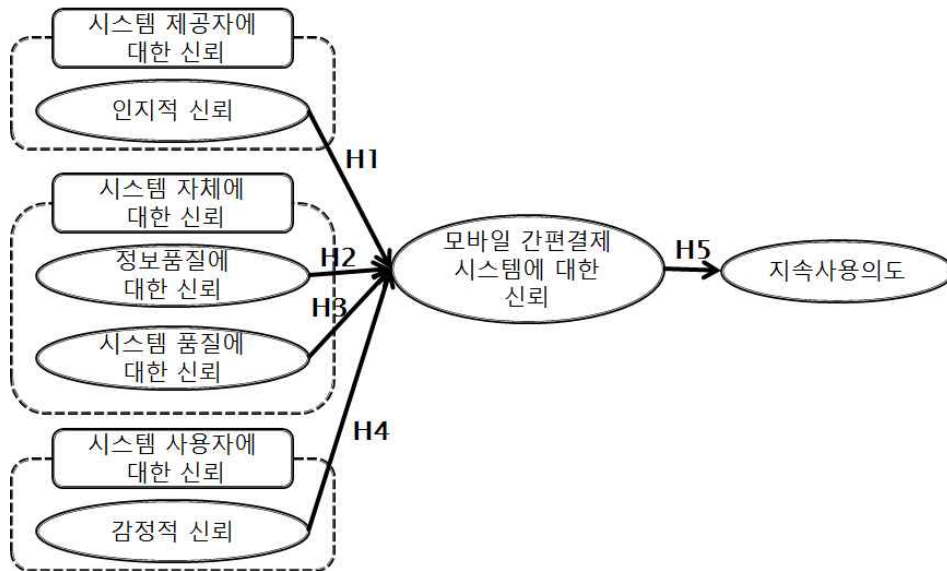 시스템 제공자에
대한 신뢰
인지적 신뢰
H1
시스템 자체에
대한 신뢰
정보품질에
대한 신뢰
H2
H3
시스템 품질에
대한 신뢰
모바일 간편결제
시스템에 대한
신뢰
H5
지속사용의도
H4
시스템 사용자에
대한 신뢰
감정적 신뢰